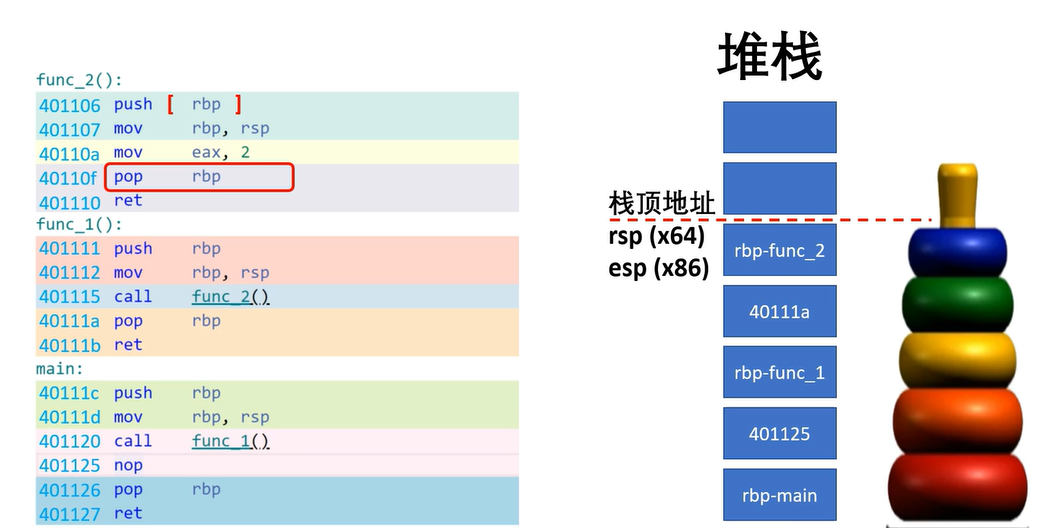 func_2():
401106 push [ rbp ]
401107 mov rbp, rsp
40110a mov eax, 2
40110f pop rbp
401110 ret
func_1():
401111 push rbp
401112 mov rbp, rsp
401115 call func_2()
40111a pop rbp
40111b ret
main:
40111c push rbp
40111d mov rbp, rsp
401120 call func_1()
401125 nop
401126 pop rbp
401127 ret
堆栈
栈顶地址
rsp (x64)
esp (x86)
rbp-func_2
40111a
rbp-func_1
401125
rbp-main